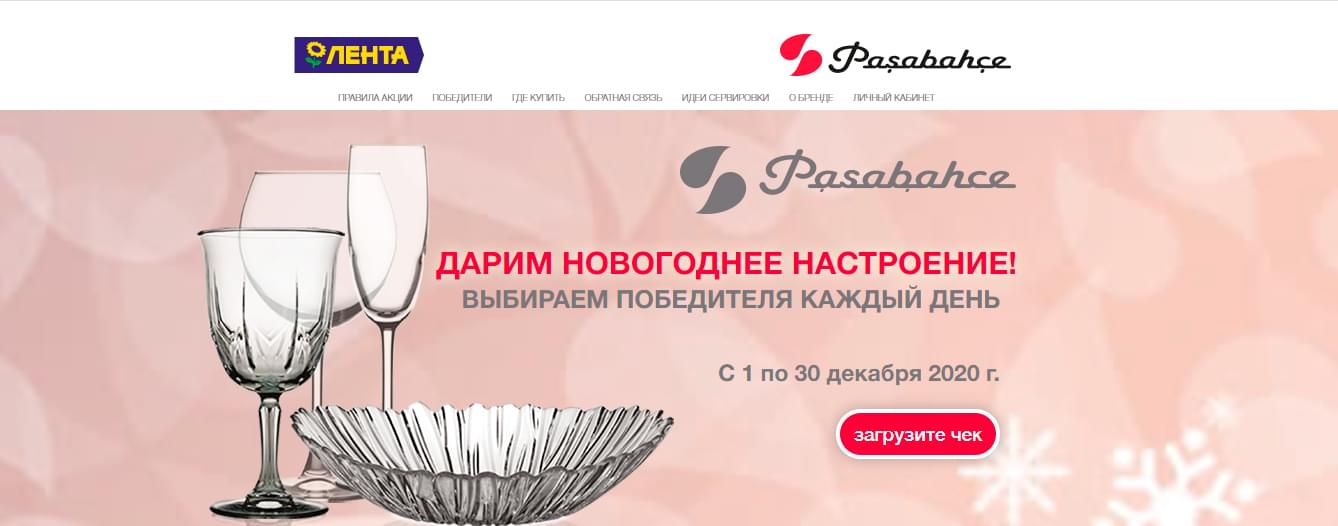 ЛЕНТА
Paşabahçe
ПРАВИЛА АКЦИИ ПОБЕДИТЕЛИ ГДЕ КУПИТЬ ОБРАТНАЯ СВЯЗЬ ИДЕИ СЕРВИРОВКИ О БРЕНДЕ ЛИЧНЫЙ КАБИНЕТ
Paşabahce
ДАРИМ НОВОГОДНЕЕ НАСТРОЕНИЕ!
ВЫБИРАЕМ ПОБЕДИТЕЛЯ КАЖДЫЙ ДЕНЬ
С 1 по 30 декабря 2020 г.
загрузите чек